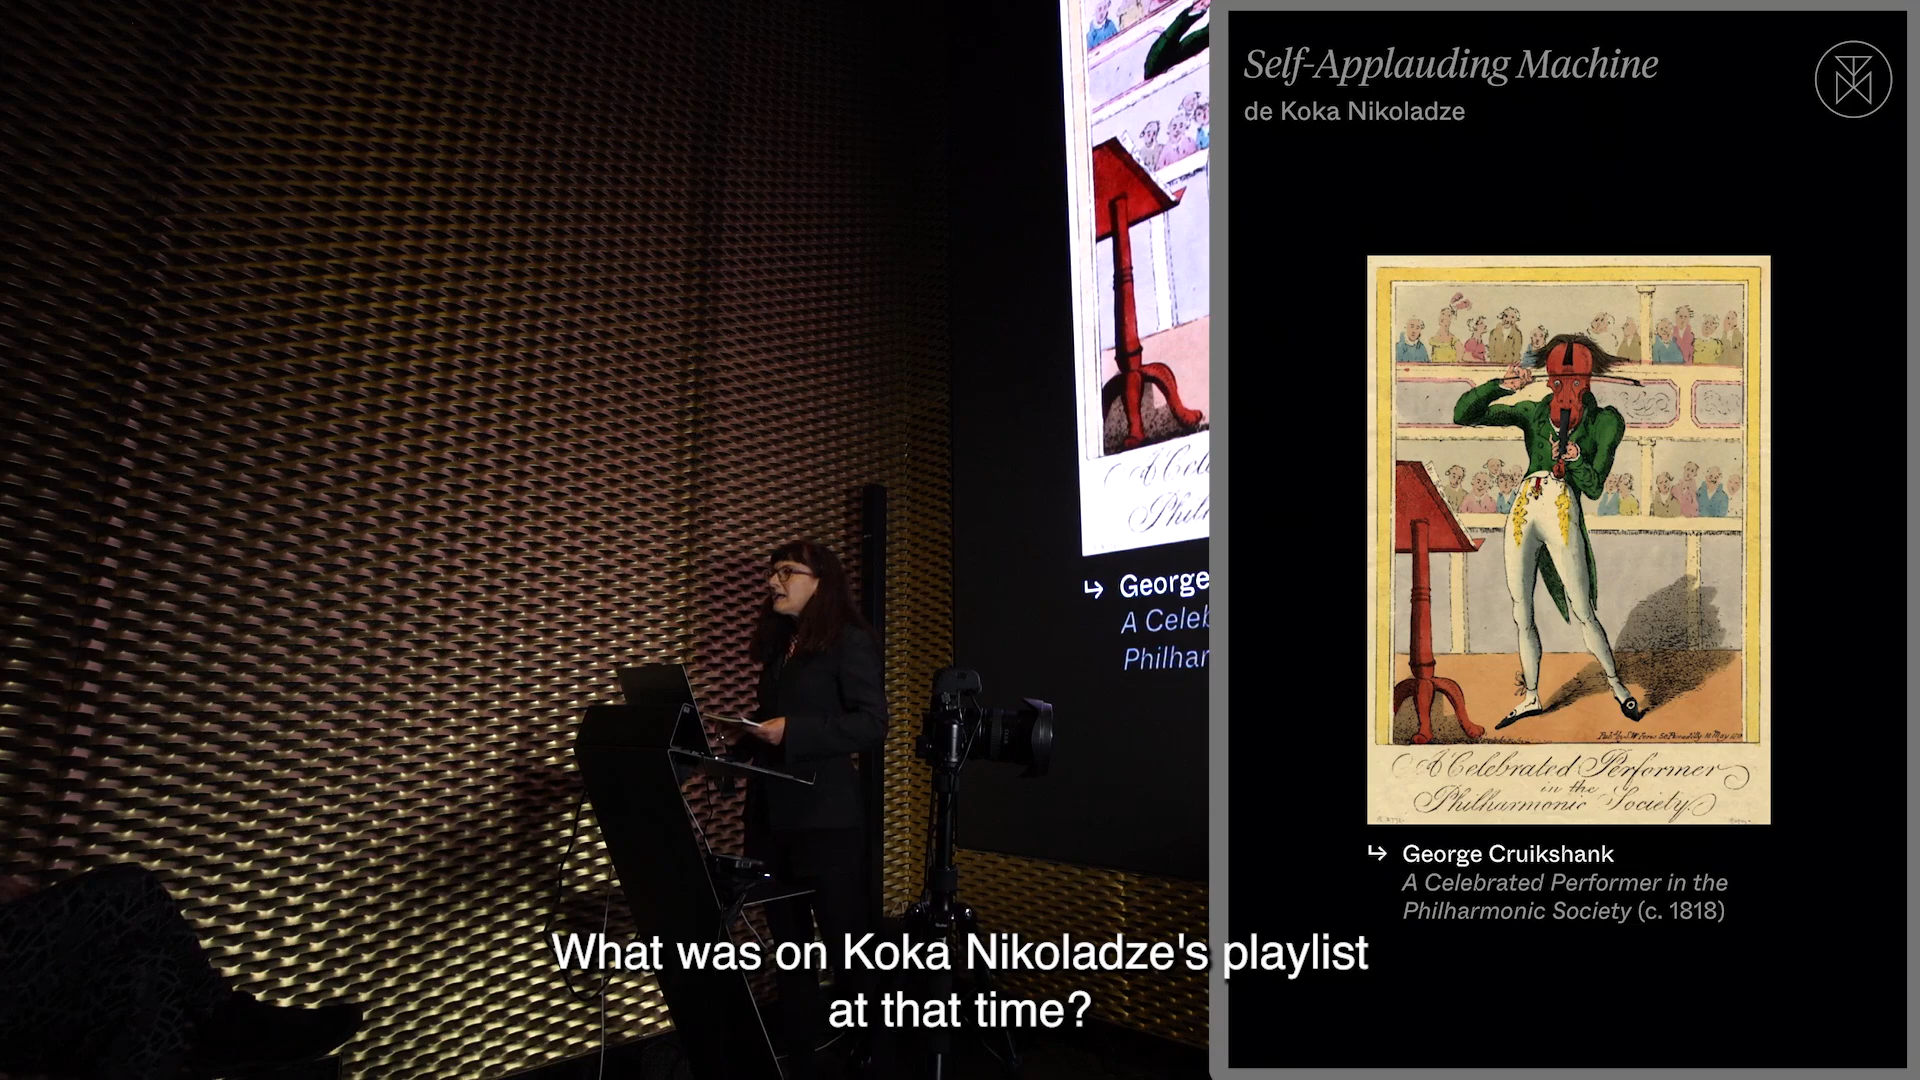 Self-Applauding Machine
de Koka Nikoladze
A Celebrated Performer
in the
Philharmonic Society
↳ George Cruikshank
A Celebrated Performer in the
Philharmonic Society (c. 1818)
George
A Celeb
Philhar
What was on Koka Nikoladze's playlist
at that time?